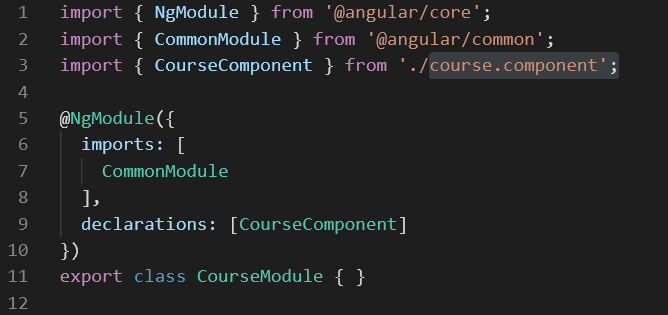 1 import { NgModule } from '@angular/core';
2 import { CommonModule } from '@angular/common';
3 import { CourseComponent } from './course.component';
4
5 @NgModule({
6   imports: [
7     CommonModule
8   ],
9   declarations: [CourseComponent]
10 })
11 export class CourseModule { }
12